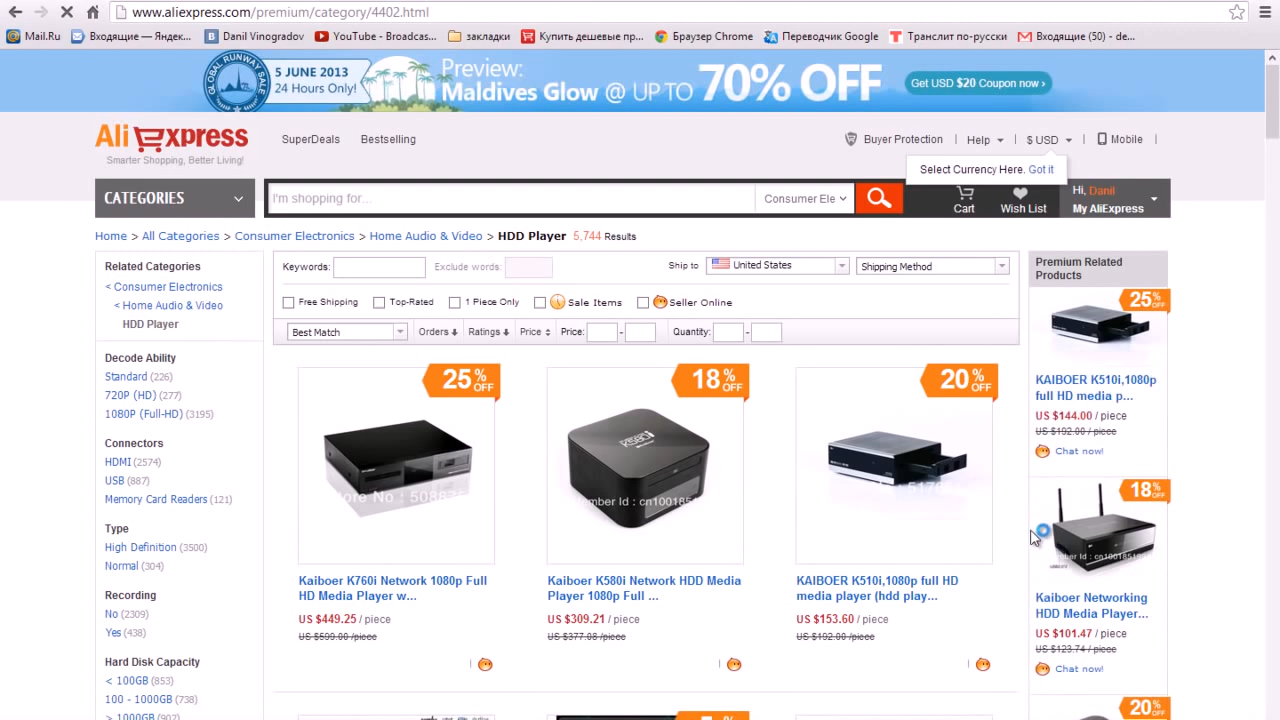 www.aliexpress.com/premium/category/4402.html
Mail.Ru Входящие — Яндек... Danil Vinogradov YouTube - Broadcas... закладки Купить дешевые пр... Браузер Chrome Переводчик Google Транслит по-русски Входящие (50) - de...
GLOBAL RUNWAY SALE
5 JUNE 2013
24 Hours Only!
Preview:
Maldives Glow @ UP TO 70% OFF
Get USD $20 Coupon now ›
AliExpress
Smarter Shopping, Better Living!
SuperDeals Bestselling Buyer Protection Help $ USD Mobile
Select Currency Here. Got it
CATEGORIES I'm shopping for... Consumer Ele
Cart Wish List Hi, Danil
My AliExpress
Home > All Categories > Consumer Electronics > Home Audio & Video > HDD Player 5,744 Results
Related Categories
< Consumer Electronics
< Home Audio & Video
HDD Player
Decode Ability
Standard (226)
720P (HD) (277)
1080P (Full-HD) (3195)
Connectors
HDMI (2574)
USB (887)
Memory Card Readers (121)
Type
High Definition (3500)
Normal (304)
Recording
No (2309)
Yes (438)
Hard Disk Capacity
< 100GB (853)
100 - 1000GB (738)
> 1000GB (902)
Keywords: Exclude words: Ship to United States Shipping Method
Free Shipping Top-Rated 1 Piece Only Sale Items Seller Online
Best Match Orders Ratings Price Price: - Quantity: -
25% OFF
Kaiboer K760i Network 1080p Full
HD Media Player w...
US $449.25 / piece
US $599.00 /piece
18% OFF
K580i
Kaiboer K580i Network HDD Media
Player 1080p Full ...
US $309.21 / piece
US $377.08 /piece
20% OFF
KAIBOER K510i,1080p full HD
media player (hdd play...
US $153.60 / piece
US $192.00 /piece
Premium Related
Products
25% OFF
KAIBOER K510i,1080p
full HD media p...
US $144.00 / piece
US $192.00 / piece
Chat now!
18% OFF
Kaiboer Networking
HDD Media Player...
US $101.47 / piece
US $123.74 / piece
Chat now!
20% OFF